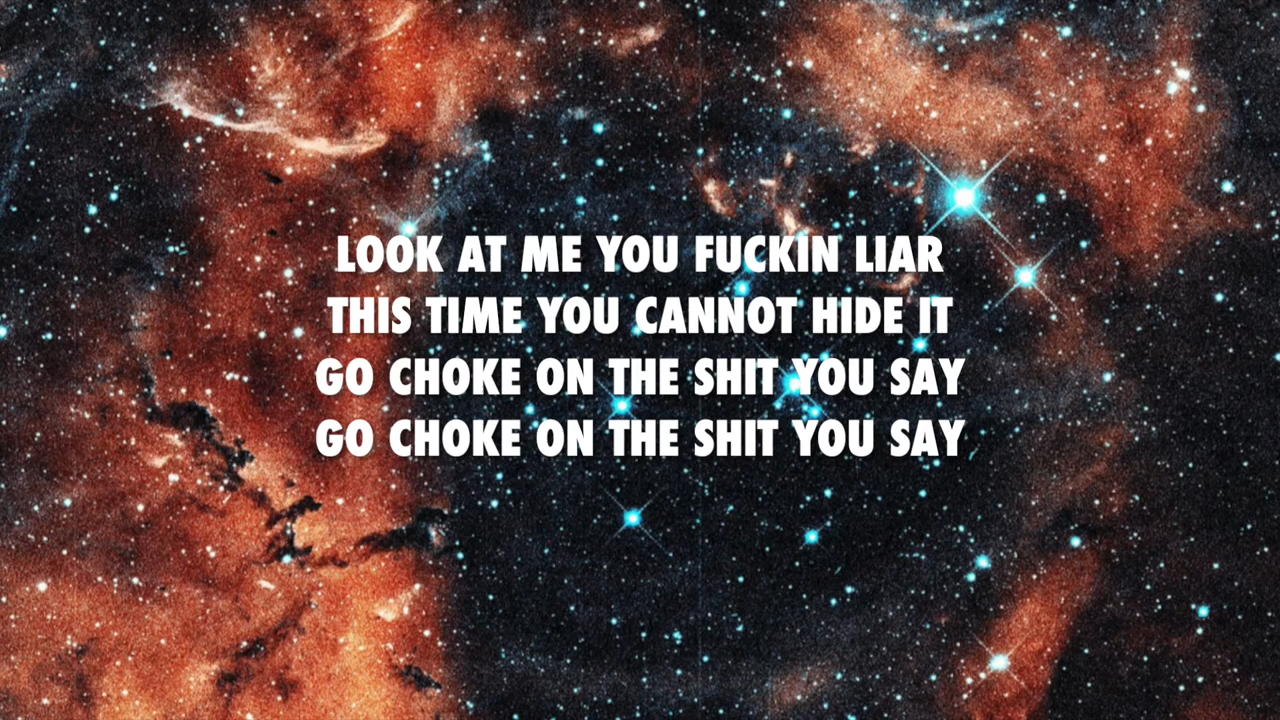 LOOK AT ME YOU FUCKIN LIAR
THIS TIME YOU CANNOT HIDE IT
GO CHOKE ON THE SHIT YOU SAY
GO CHOKE ON THE SHIT YOU SAY